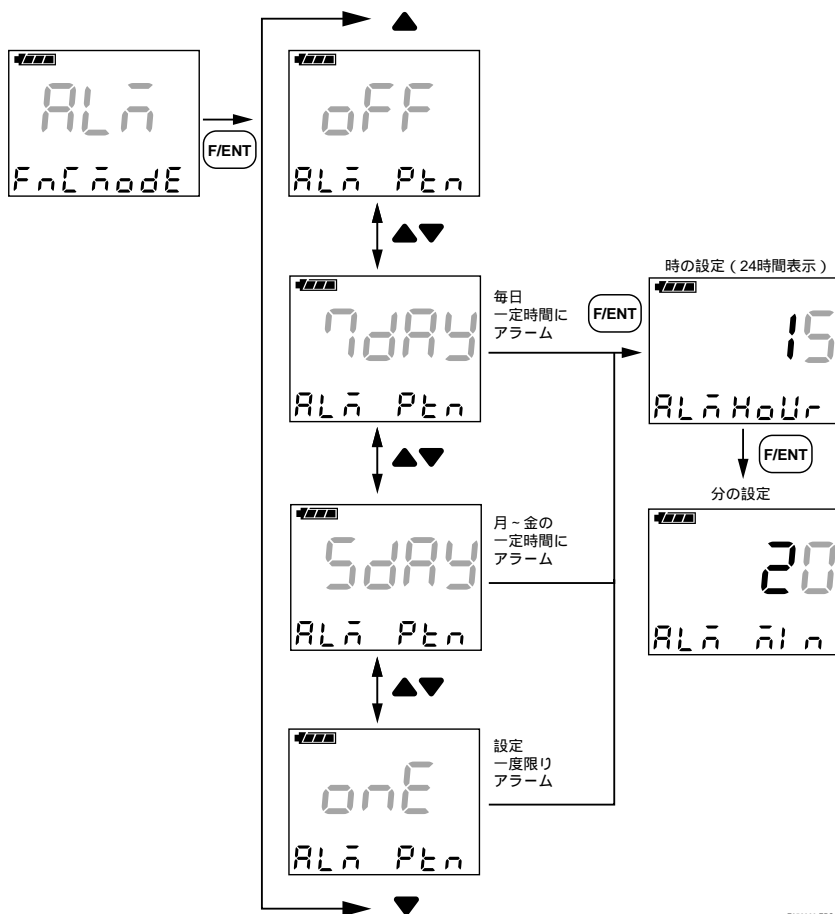 ALM
FnCModE
F/ENT
oFF
ALM Ptn
7dAY
ALM Ptn
毎日
一定時間に
アラーム
F/ENT
時の設定(24時間表示)
15
ALMHoUr
F/ENT
分の設定
20
ALM MIn
5dAY
ALM Ptn
月~金の
一定時間に
アラーム
onE
ALM Ptn
設定
一度限り
アラーム